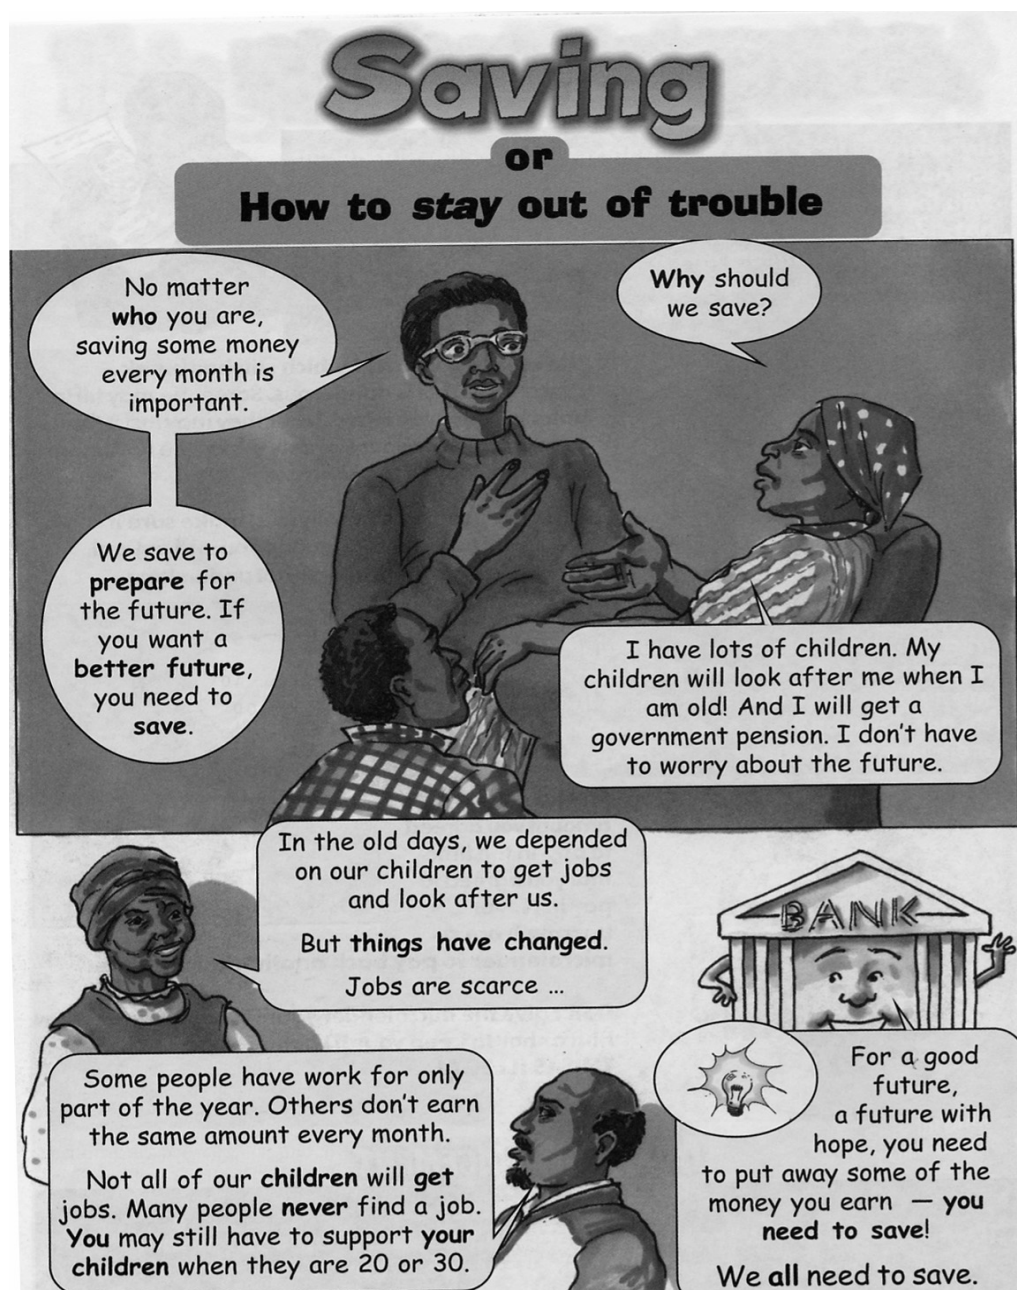 Saving
or
How to stay out of trouble
No matter
who you are,
saving some money
every month is
important.
Why should
we save?
We save to
prepare for
the future. If
you want a
better future,
you need to
save.
I have lots of children. My
children will look after me when I
am old! And I will get a
government pension. I don't have
to worry about the future.
In the old days, we depended
on our children to get jobs
and look after us.
But things have changed.
Jobs are scarce ...
BANK
Some people have work for only
part of the year. Others don't earn
the same amount every month.
Not all of our children will get
jobs. Many people never find a job.
You may still have to support your
children when they are 20 or 30.
For a good
future,
a future with
hope, you need
to put away some of the
money you earn — you
need to save!
We all need to save.